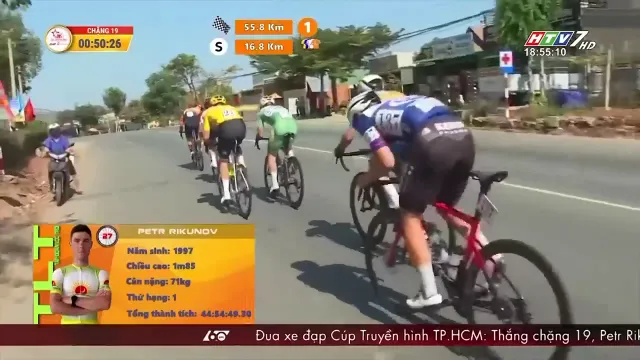 CHẶNG 19
00:50:26
55.8 Km
1
S
16.8 Km
HTV7 HD
18:55:10
187
27
PETR RIKUNOV
Năm sinh: 1997
Chiều cao: 1m85
Cân nặng: 71kg
Thứ hạng: 1
Tổng thành tích: 44:54:49.30
60
Đua xe đạp Cúp Truyền hình TP.HCM: Thắng chặng 19, Petr Rik